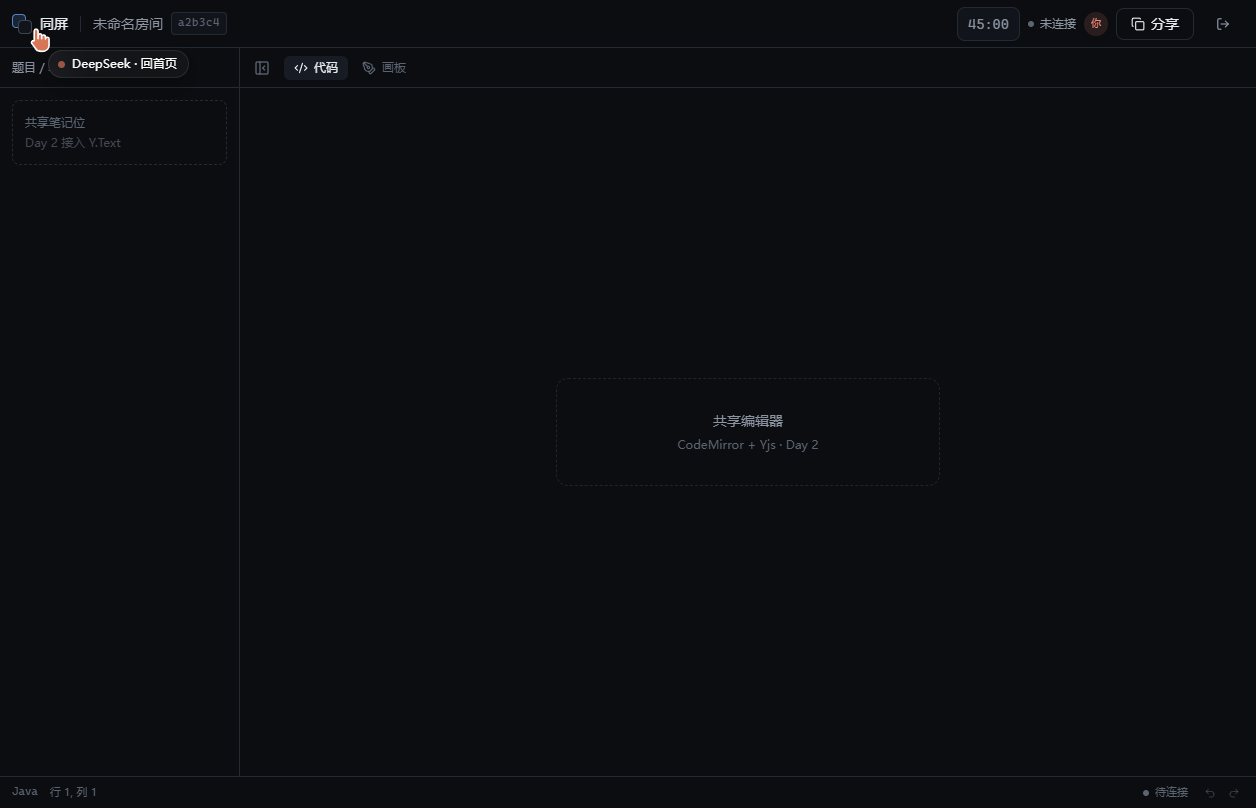 同屏 未命名房间 a2b3c4 45:00 未连接 你 分享
题目 / DeepSeek · 回首页 代码 画板
共享笔记位
Day 2 接入 Y.Text
共享编辑器
CodeMirror + Yjs · Day 2
Java 行 1, 列 1 待连接